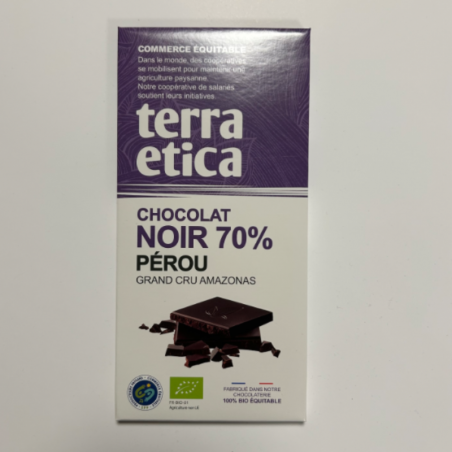 COMMERCE ÉQUITABLE
Dans le monde, des coopératives
se mobilisent pour maintenir une
agriculture paysanne.
Notre coopérative de salariés
soutient leurs initiatives.
terra
etica
CHOCOLAT
NOIR 70%
PÉROU
GRAND CRU AMAZONAS
FABRIQUÉ DANS NOTRE
CHOCOLATERIE
100% BIO ÉQUITABLE